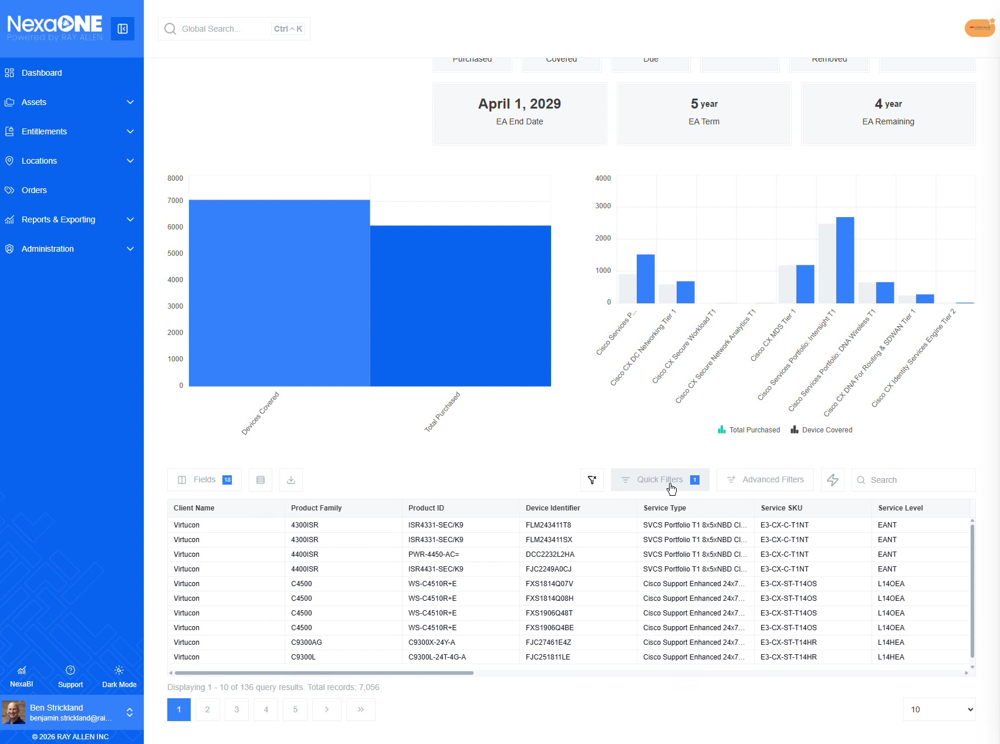 NexaONE
Powered by RAY ALLEN
Global Search...
Ctrl ^ K
Dashboard
Assets
Entitlements
Locations
Orders
Reports & Exporting
Administration
Purchased
Covered
Due
Removed
April 1, 2029
EA End Date
5 year
EA Term
4 year
EA Remaining
8000
7000
6000
5000
4000
3000
2000
1000
0
Devices Covered
Total Purchased
4000
3000
2000
1000
0
Cisco Services P...
Cisco CX DC Networking Tier 1
Cisco CX Secure Workload T1
Cisco CX Secure Network Analytics T1
Cisco CX MDS Tier 1
Cisco Services Portfolio: Intersight T1
Cisco Services Portfolio: DNA Wireless T1
Cisco CX DNA For Routing & SDWAN Tier 1
Cisco CX Identity Services Engine Tier 2
Total Purchased
Device Covered
Fields 18
Quick Filters 1
Advanced Filters
Search
Client Name Product Family Product ID Device Identifier Service Type Service SKU Service Level
Virtucon 4300ISR ISR4331-SEC/K9 FLM243411T8 SVCS Portfolio T1 8x5xNBD CI... E3-CX-C-T1NT EANT
Virtucon 4300ISR ISR4331-SEC/K9 FLM243411SX SVCS Portfolio T1 8x5xNBD CI... E3-CX-C-T1NT EANT
Virtucon 4400ISR PWR-4450-AC= DCC2232L2HA SVCS Portfolio T1 8x5xNBD CI... E3-CX-C-T1NT EANT
Virtucon 4400ISR ISR4431-SEC/K9 FJC2249A0CJ SVCS Portfolio T1 8x5xNBD CI... E3-CX-C-T1NT EANT
Virtucon C4500 WS-C4510R+E FXS1814Q07V Cisco Support Enhanced 24x7... E3-CX-ST-T14OS L14OEA
Virtucon C4500 WS-C4510R+E FXS1814Q08H Cisco Support Enhanced 24x7... E3-CX-ST-T14OS L14OEA
Virtucon C4500 WS-C4510R+E FXS1906Q48T Cisco Support Enhanced 24x7... E3-CX-ST-T14OS L14OEA
Virtucon C4500 WS-C4510R+E FXS1906Q4BE Cisco Support Enhanced 24x7... E3-CX-ST-T14OS L14OEA
Virtucon C9300AG C9300X-24Y-A FJC27461E4Z Cisco Support Enhanced 24x7... E3-CX-ST-T14HR L14HEA
Virtucon C9300L C9300L-24T-4G-A FJC251811LE Cisco Support Enhanced 24x7... E3-CX-ST-T14HR L14HEA
Displaying 1 - 10 of 136 query results. Total records: 7,056
1 2 3 4 5 > »
10
NexaBI
Support
Dark Mode
Ben Strickland
benjamin.strickland@rai...
© 2026 RAY ALLEN INC